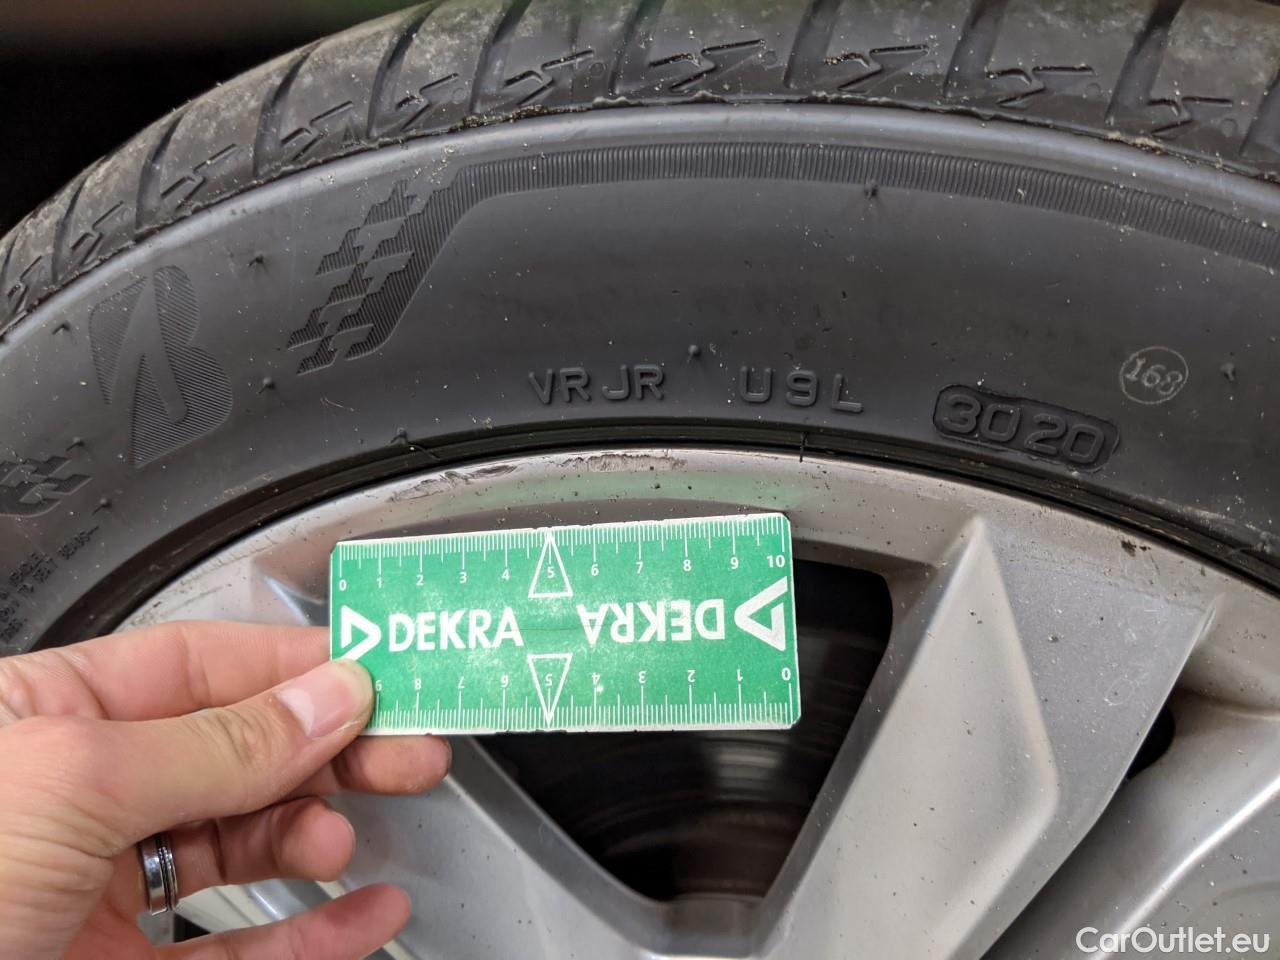 VRJR U9L 3020
163
0 1 2 3 4 5 6 7 8 9 10
DEKRA DEKRA
9 8 7 6 5 4 3 2 1 0
CarOutlet.eu